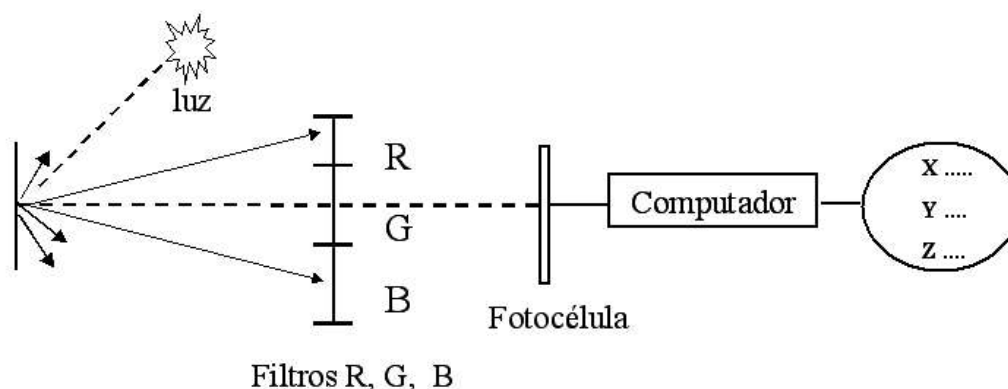 luz
R
G
B
Filtros R, G, B
Fotocélula
Computador
X .....
Y ....
Z ....